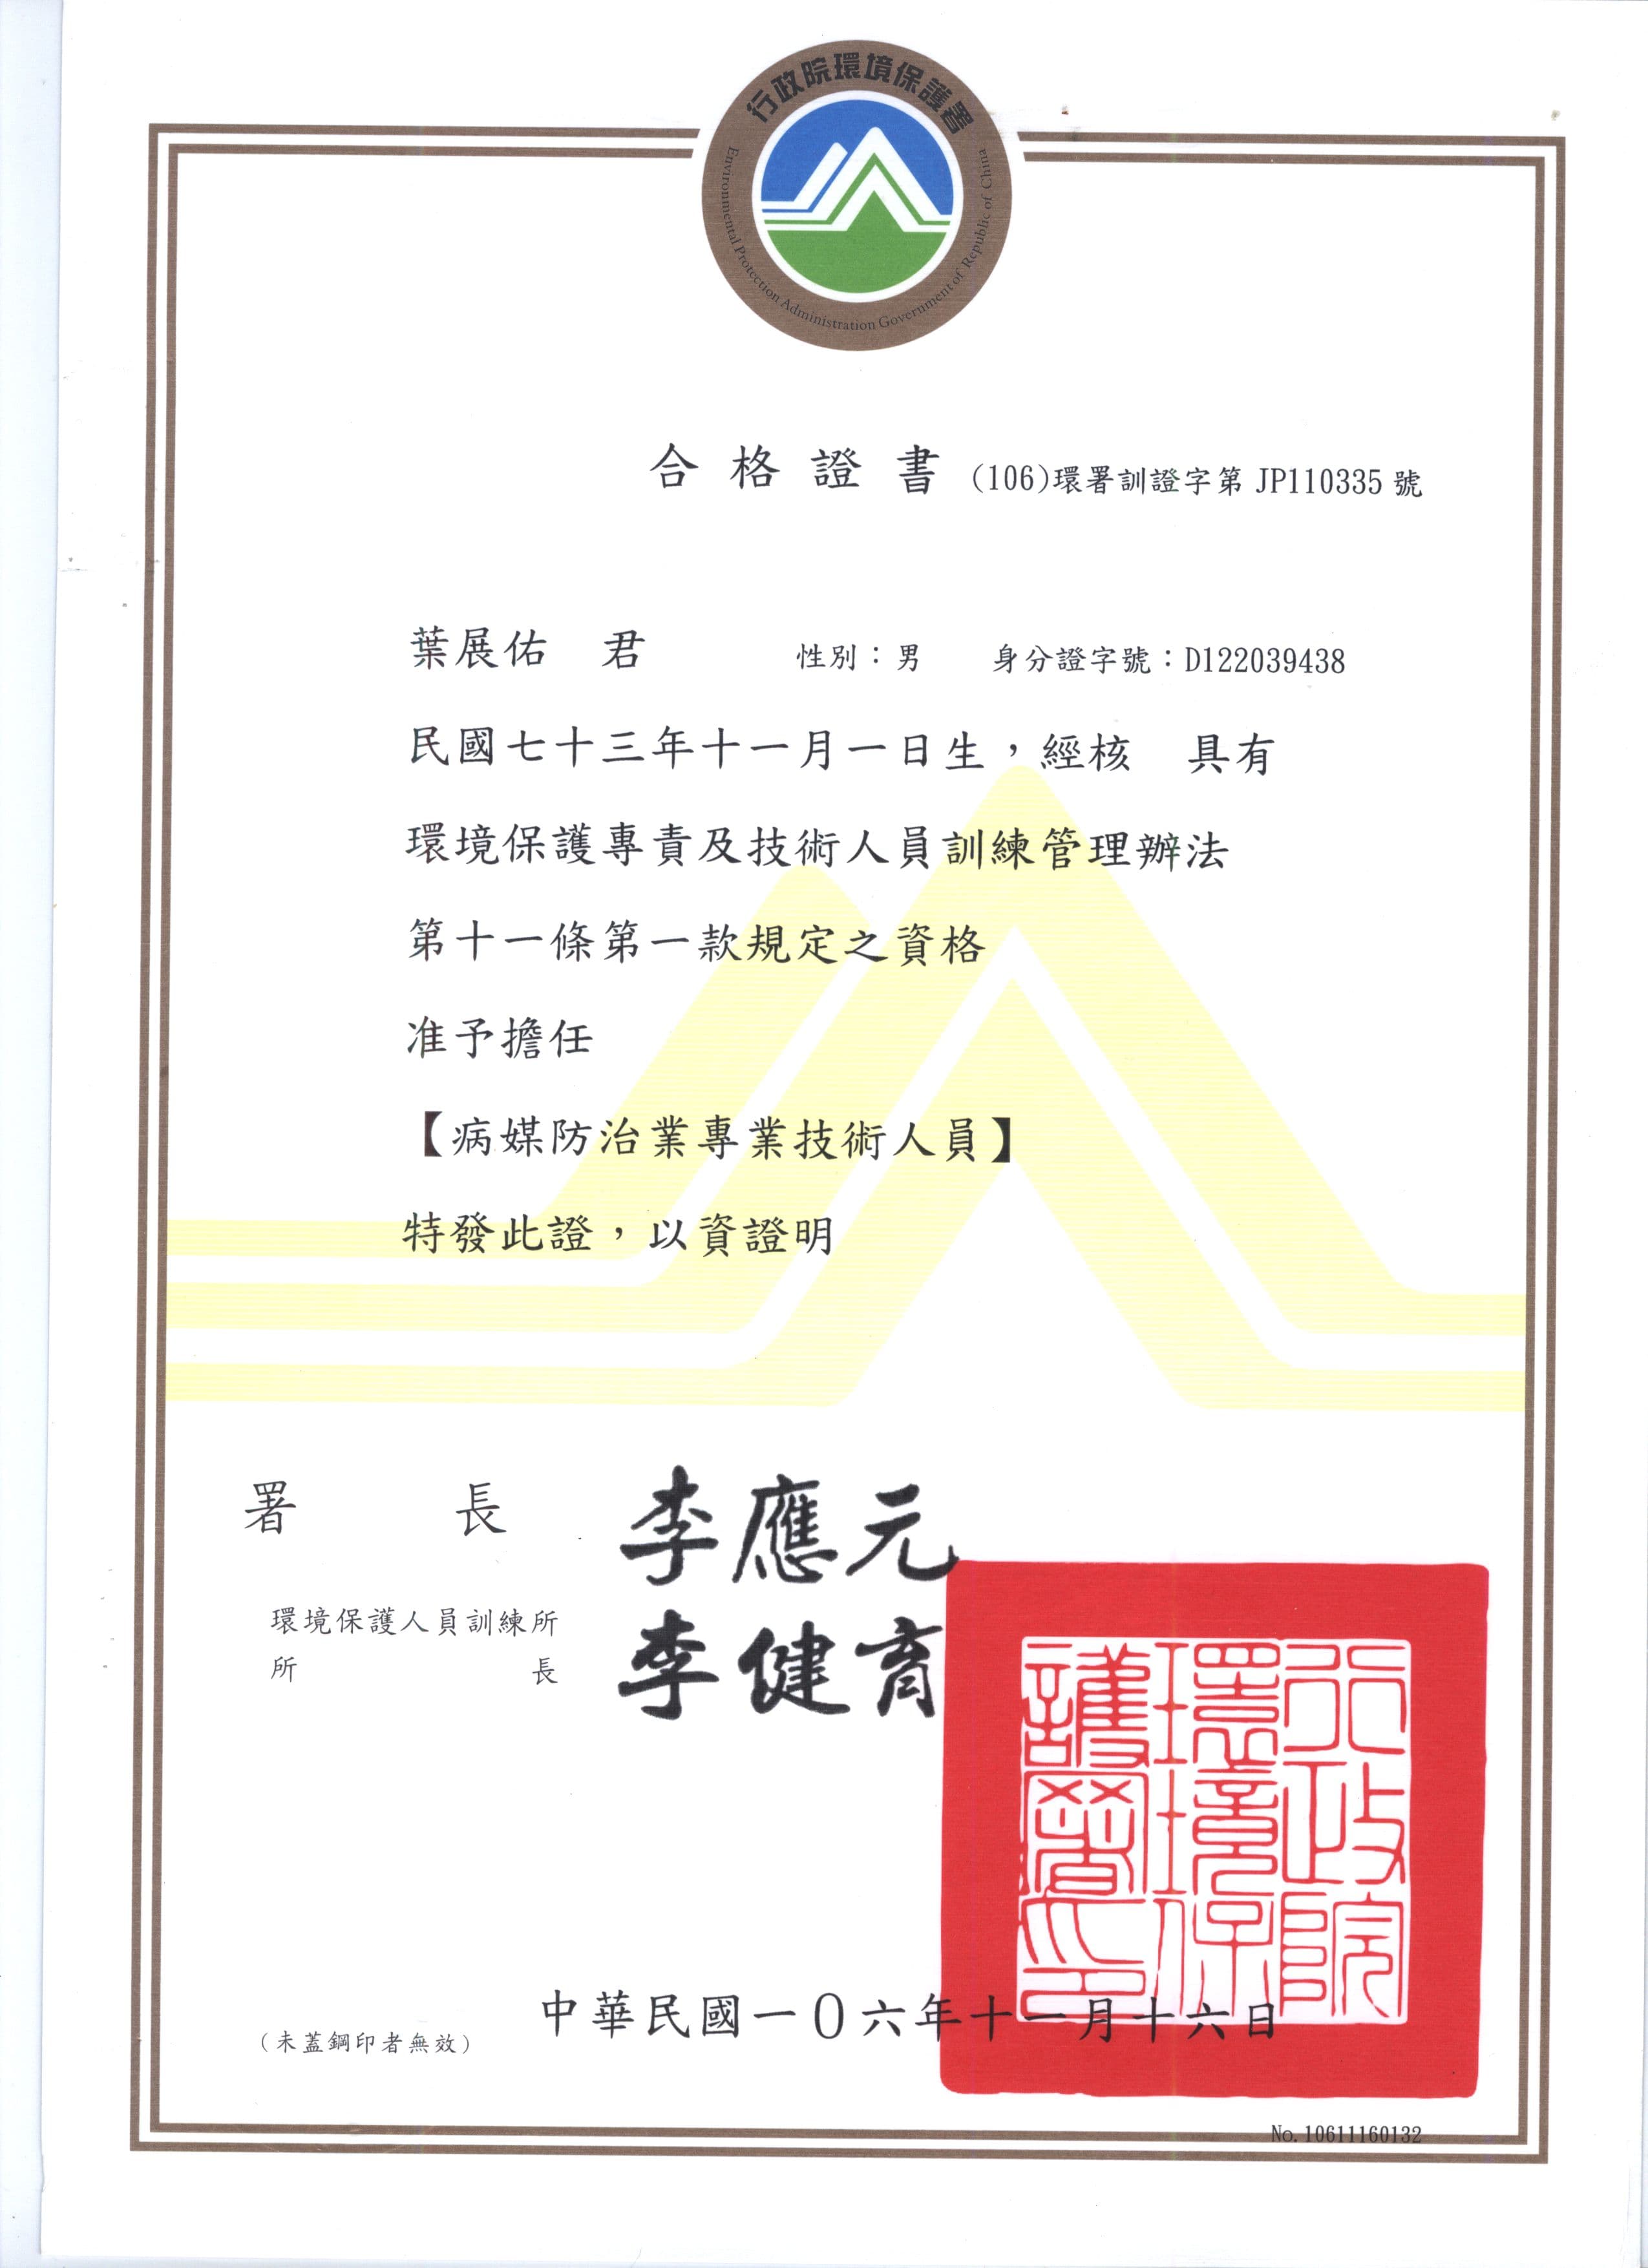 行政院環境保護署
Environmental Protection Administration Government of Republic of China
合格證書 (106)環署訓證字第 JP110335 號
葉展佑 君 性別：男 身分證字號：D122039438
民國七十三年十一月一日生，經核 具有
環境保護專責及技術人員訓練管理辦法
第十一條第一款規定之資格
准予擔任
【病媒防治業專業技術人員】
特發此證，以資證明
署長 李應元
環境保護人員訓練所
所長 李健育
行政院環境保護署印
中華民國一0六年十一月十六日
(未蓋鋼印者無效)
No.10611160132